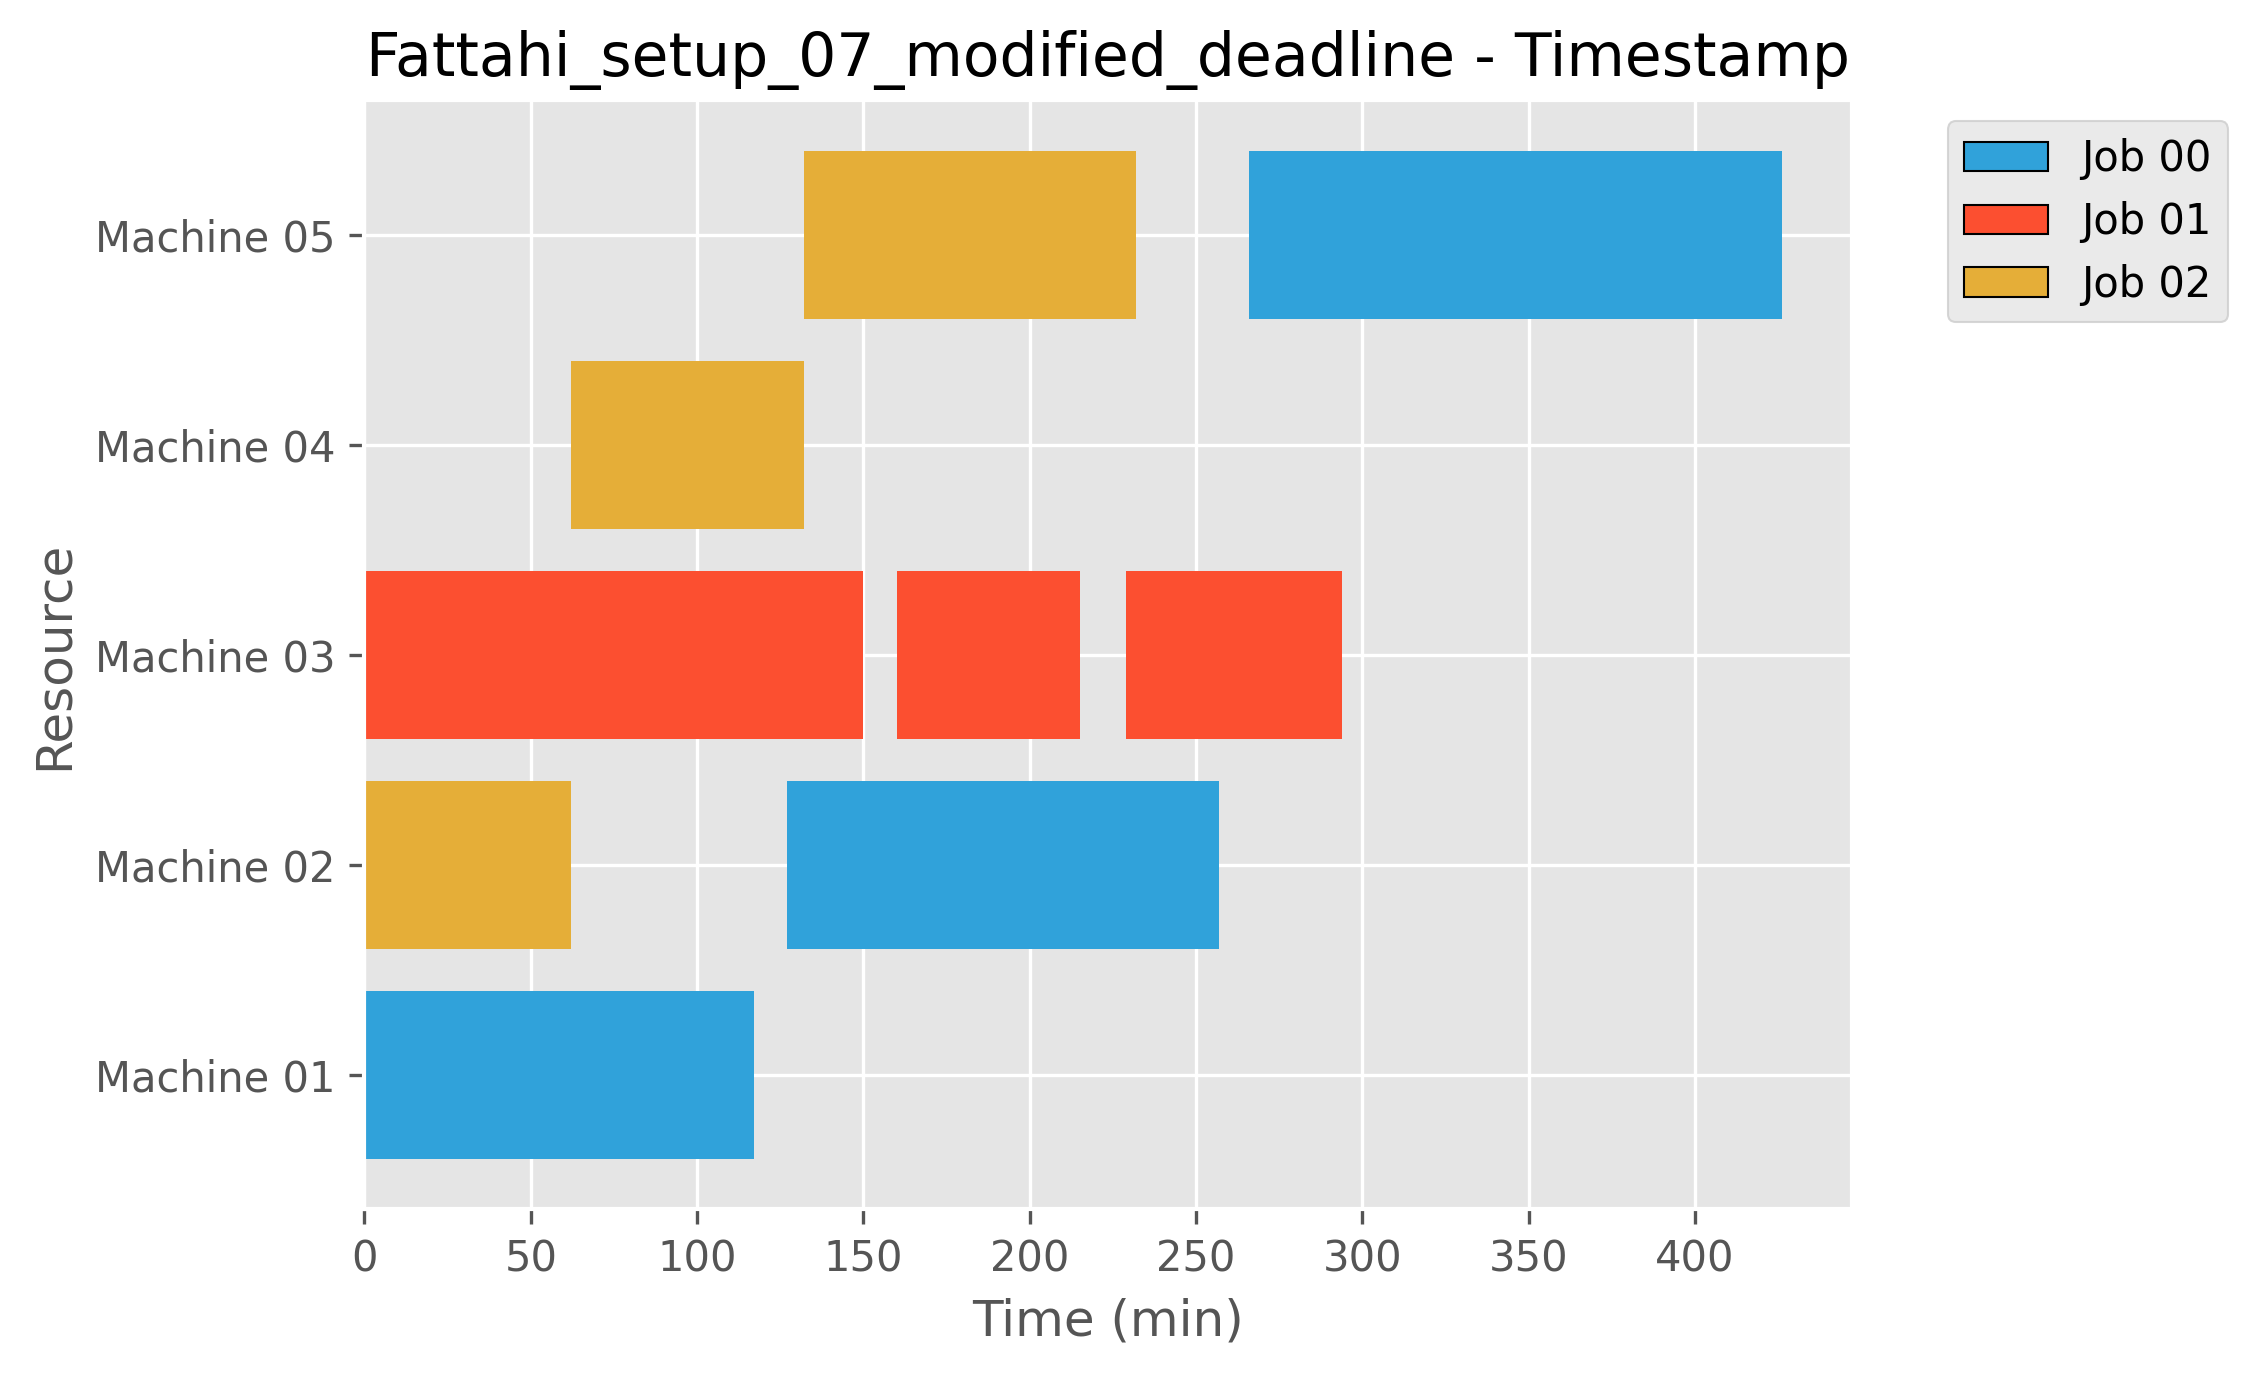 Fattahi_setup_07_modified_deadline - Timestamp
Job 00
Job 01
Job 02
Machine 05
Machine 04
Machine 03
Machine 02
Machine 01
Resource
0 50 100 150 200 250 300 350 400
Time (min)